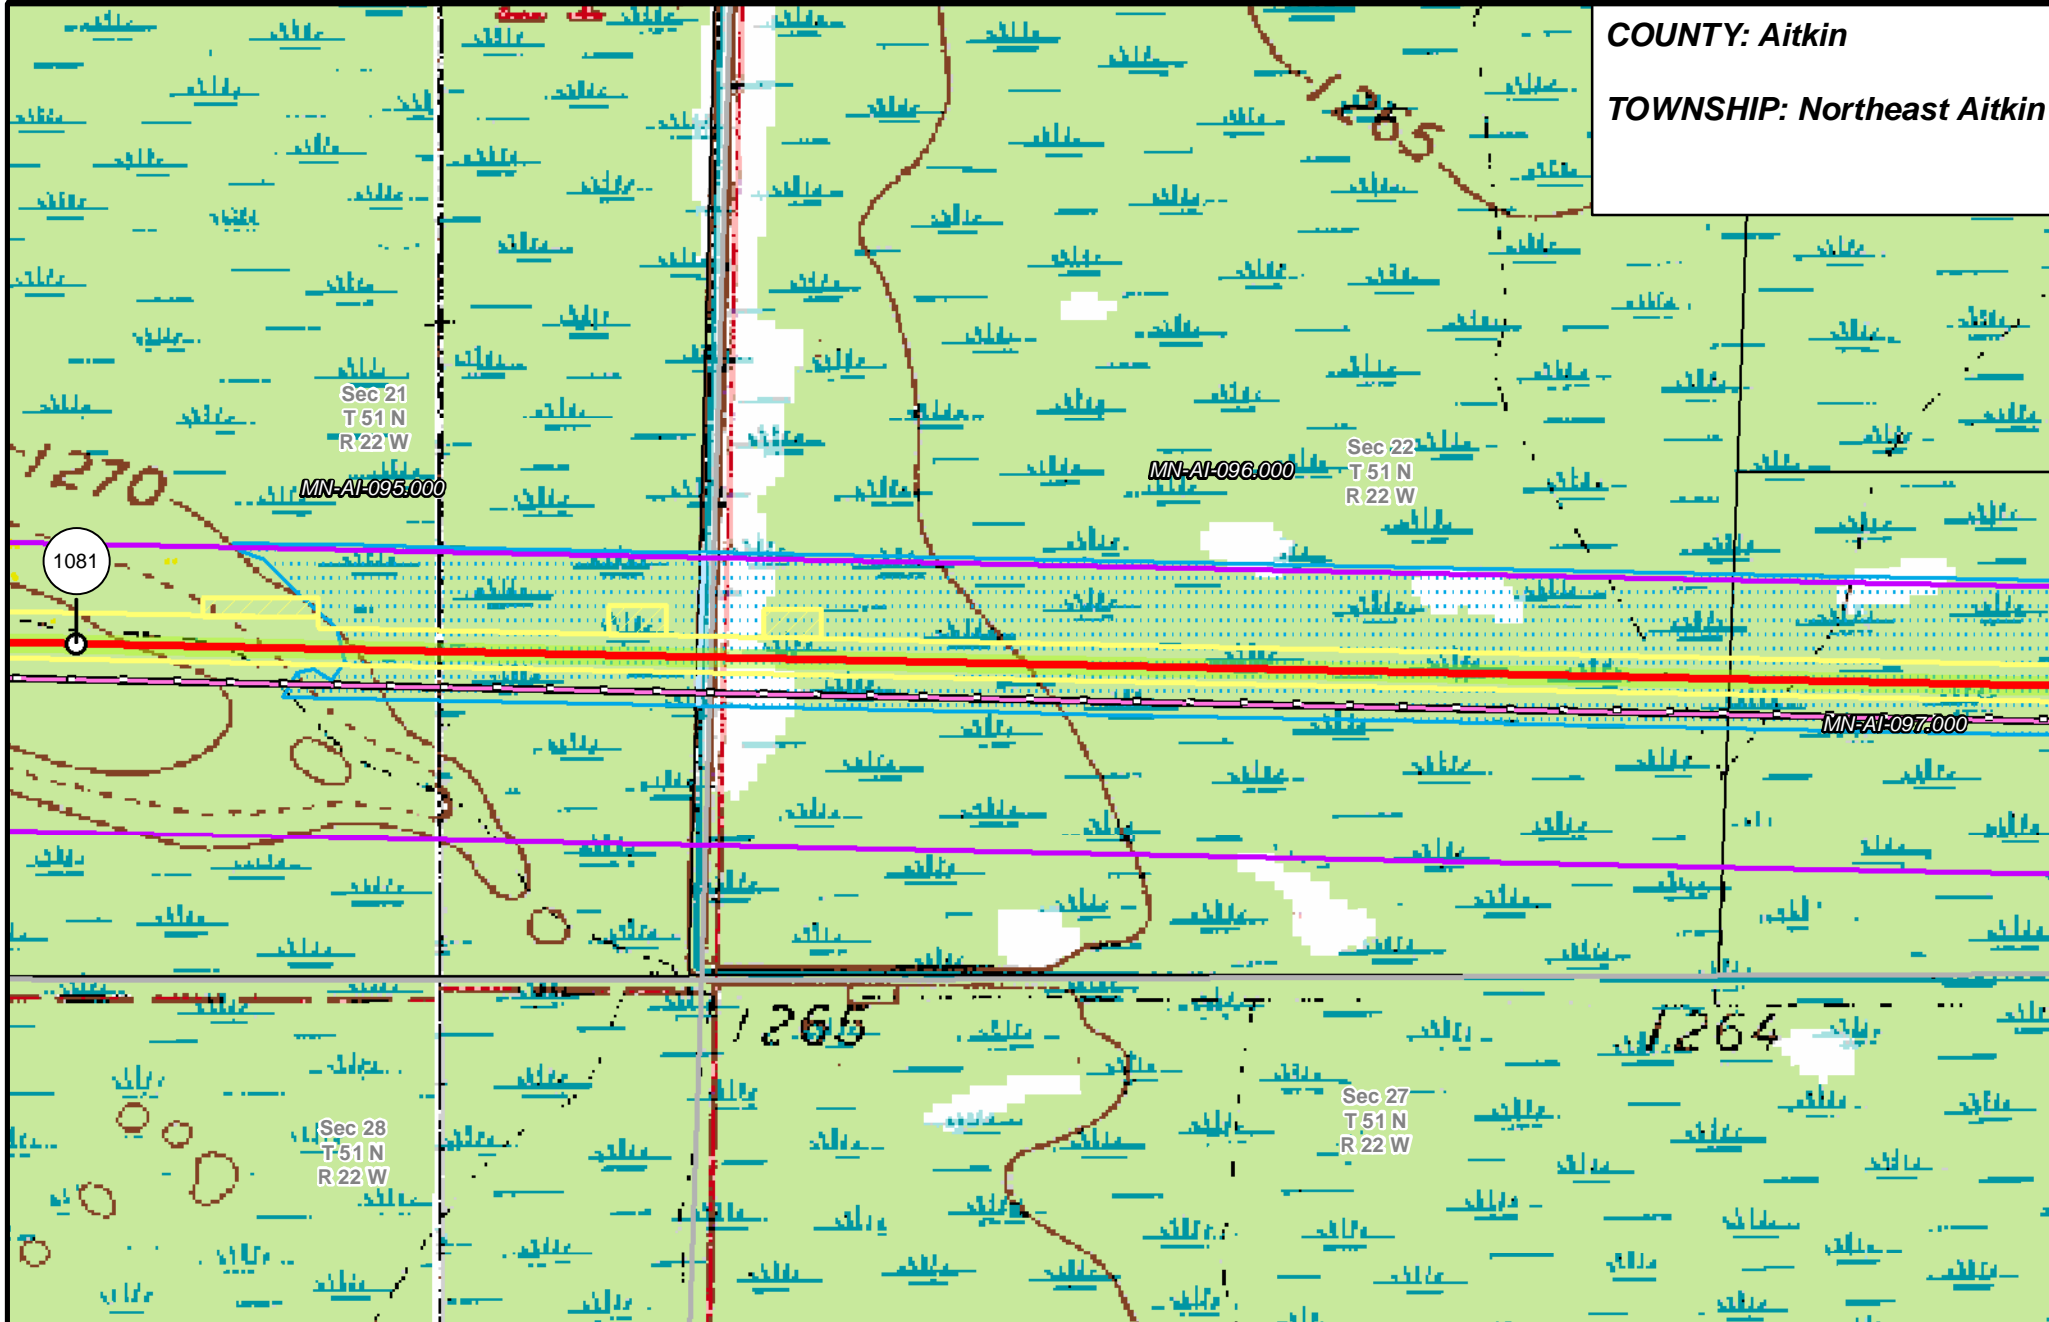 COUNTY: Aitkin
TOWNSHIP: Northeast Aitkin
1265
Sec 21
T 51 N
R 22 W
MN-AI-095.000
Sec 22
T 51 N
R 22 W
MN-AI-096.000
1270
1081
MN-AI-097.000
1265
1264
Sec 28
T 51 N
R 22 W
Sec 27
T 51 N
R 22 W